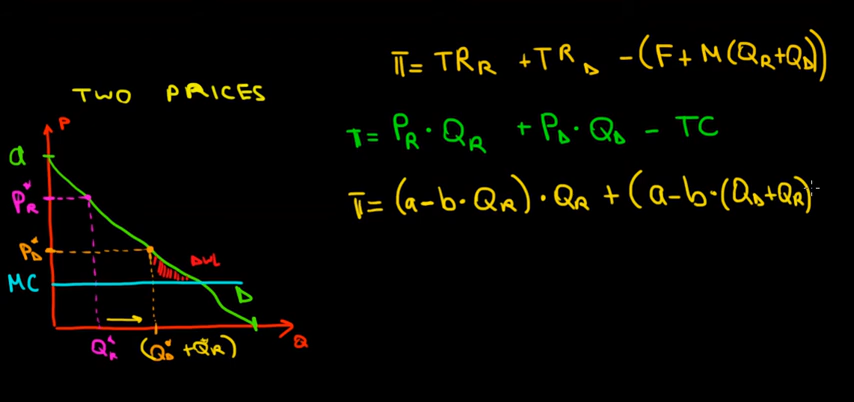 π = TR_R + TR_D - (F + M(Q_R + Q_D))
TWO PRICES
π = P_R · Q_R + P_D · Q_D - TC
π = (a - b · Q_R) · Q_R + (a - b · (Q_D + Q_R)
P
a
P_R*
P_D*
DWL
MC
D
Q_R*
(Q_D* + Q_R*)
Q